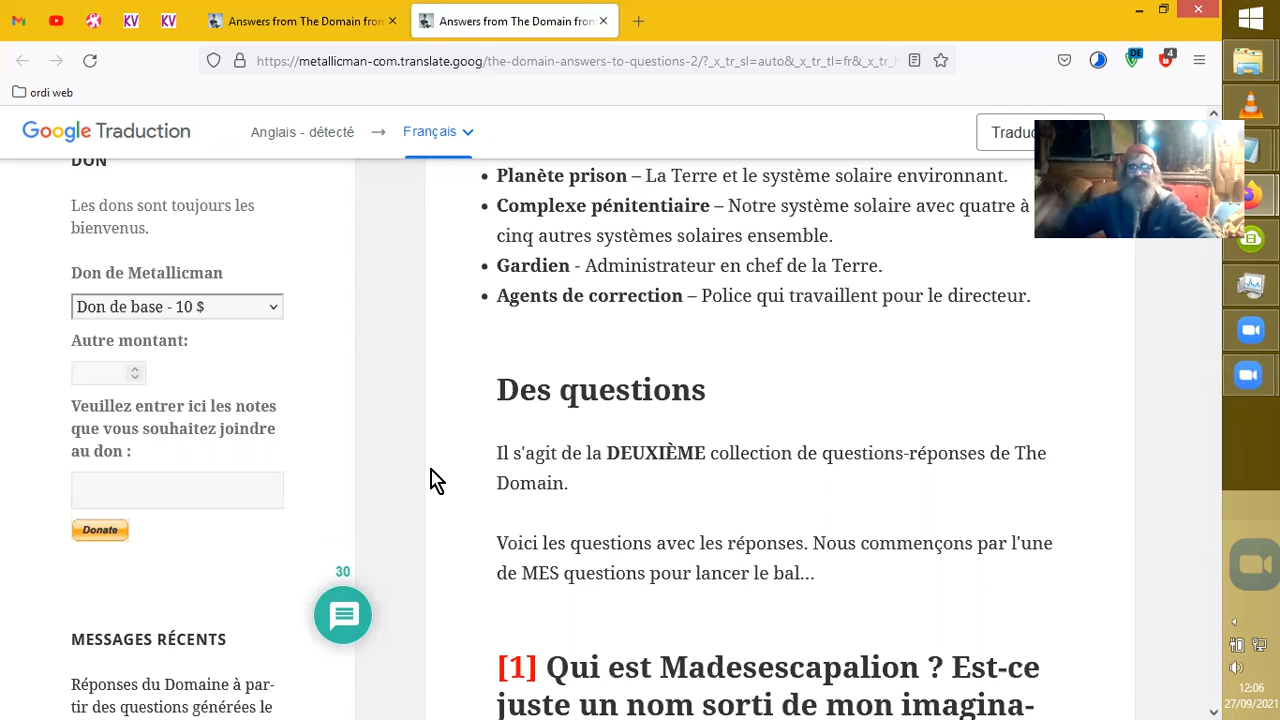 KV
KV
Answers from The Domain fron
Answers from The Domain fron
https://metallicman-com.translate.goog/the-domain-answers-to-questions-2/?_x_tr_sl=auto&_x_tr_tl=fr&_x_tr_
DE
4
ordi web
Google Traduction
Anglais - détecté
Français
Traduc
DON
Les dons sont toujours les
bienvenus.
Don de Metallicman
Don de base - 10 $
Autre montant:
Veuillez entrer ici les notes
que vous souhaitez joindre
au don :
Donate
30
MESSAGES RÉCENTS
Réponses du Domaine à par-
tir des questions générées le
• Planète prison – La Terre et le système solaire environnant.
• Complexe pénitentiaire – Notre système solaire avec quatre à
cinq autres systèmes solaires ensemble.
• Gardien - Administrateur en chef de la Terre.
• Agents de correction – Police qui travaillent pour le directeur.
Des questions
Il s'agit de la DEUXIÈME collection de questions-réponses de The
Domain.
Voici les questions avec les réponses. Nous commençons par l'une
de MES questions pour lancer le bal...
[1] Qui est Madesescapalion ? Est-ce
juste un nom sorti de mon imagina-
12:06
27/09/2021